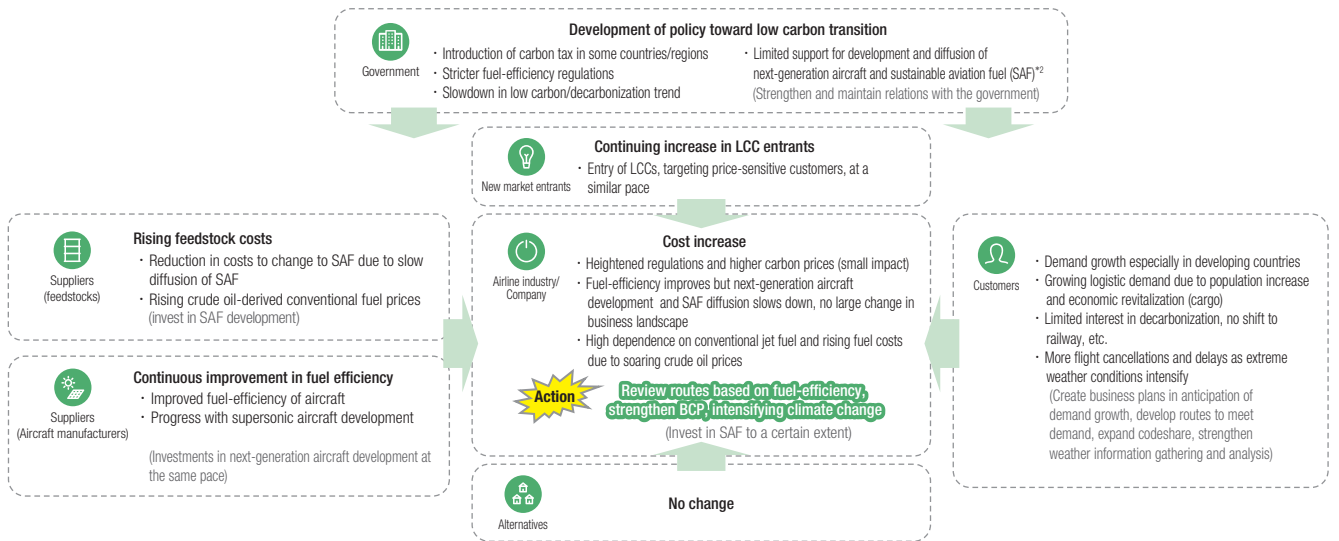 Development of policy toward low carbon transition
Government
・Introduction of carbon tax in some countries/regions
・Stricter fuel-efficiency regulations
・Slowdown in low carbon/decarbonization trend
・Limited support for development and diffusion of
next-generation aircraft and sustainable aviation fuel (SAF)*2
(Strengthen and maintain relations with the government)
Continuing increase in LCC entrants
New market entrants
・Entry of LCCs, targeting price-sensitive customers, at a
similar pace
Rising feedstock costs
Suppliers
(feedstocks)
・Reduction in costs to change to SAF due to slow
diffusion of SAF
・Rising crude oil-derived conventional fuel prices
(invest in SAF development)
Continuous improvement in fuel efficiency
Suppliers
(Aircraft manufacturers)
・Improved fuel-efficiency of aircraft
・Progress with supersonic aircraft development
(Investments in next-generation aircraft development at
the same pace)
Cost increase
Airline industry/
Company
・Heightened regulations and higher carbon prices (small impact)
・Fuel-efficiency improves but next-generation aircraft
development and SAF diffusion slows down, no large change in
business landscape
・High dependence on conventional jet fuel and rising fuel costs
due to soaring crude oil prices
Action
Review routes based on fuel-efficiency,
strengthen BCP, intensifying climate change
(Invest in SAF to a certain extent)
Customers
・Demand growth especially in developing countries
・Growing logistic demand due to population increase
and economic revitalization (cargo)
・Limited interest in decarbonization, no shift to
railway, etc.
・More flight cancellations and delays as extreme
weather conditions intensify
(Create business plans in anticipation of
demand growth, develop routes to meet
demand, expand codeshare, strengthen
weather information gathering and analysis)
Alternatives
No change